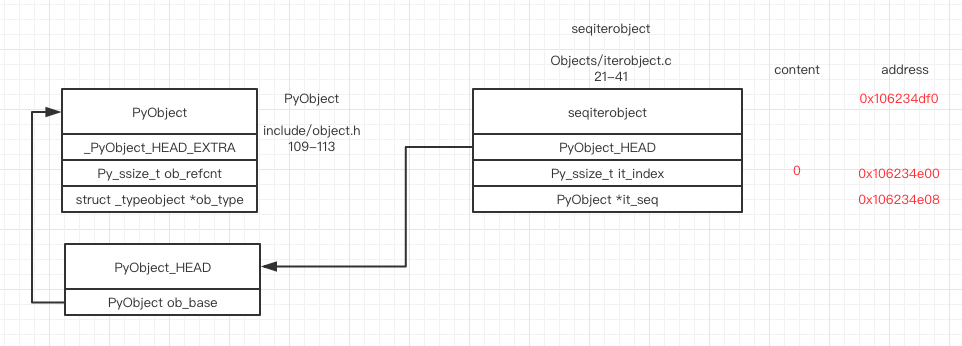 seqiterobject
Objects/iterobject.c
21-41
content
address
PyObject
_PyObject_HEAD_EXTRA
Py_ssize_t ob_refcnt
struct _typeobject *ob_type
PyObject
include/object.h
109-113
seqiterobject
PyObject_HEAD
Py_ssize_t it_index
PyObject *it_seq
0x106234df0
0
0x106234e00
0x106234e08
PyObject_HEAD
PyObject ob_base